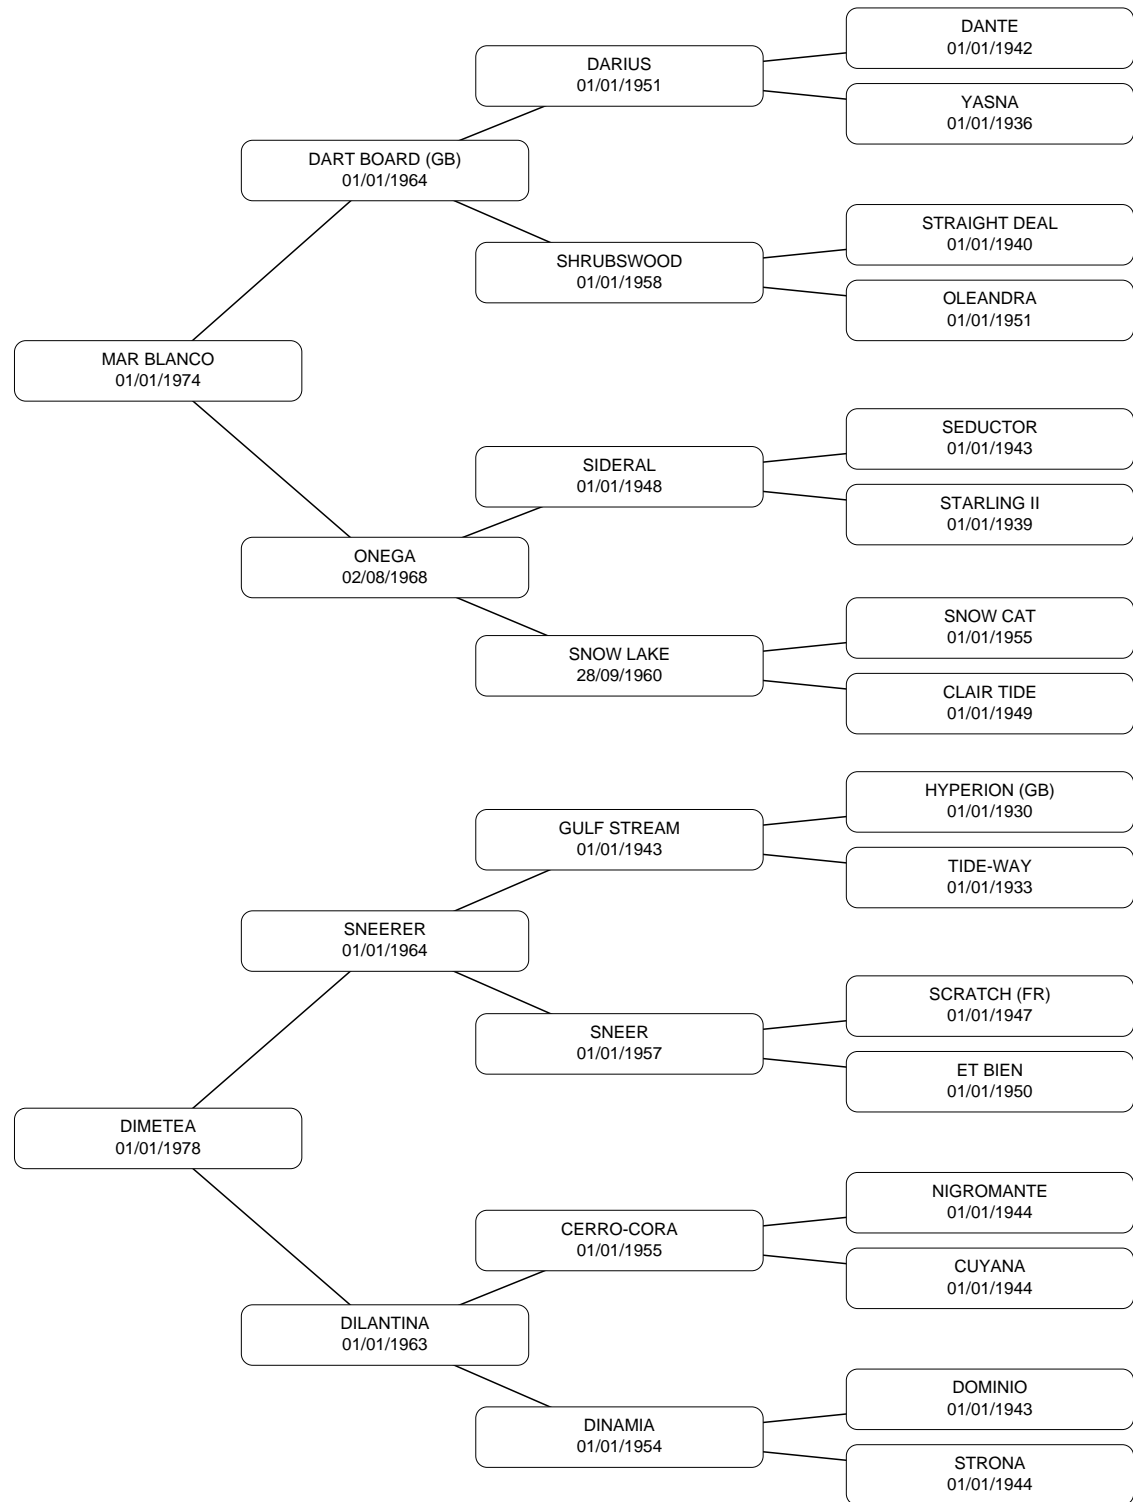 DANTE
01/01/1942
DARIUS
01/01/1951
YASNA
01/01/1936
DART BOARD (GB)
01/01/1964
STRAIGHT DEAL
01/01/1940
SHRUBSWOOD
01/01/1958
OLEANDRA
01/01/1951
MAR BLANCO
01/01/1974
SEDUCTOR
01/01/1943
SIDERAL
01/01/1948
STARLING II
01/01/1939
ONEGA
02/08/1968
SNOW CAT
01/01/1955
SNOW LAKE
28/09/1960
CLAIR TIDE
01/01/1949
HYPERION (GB)
01/01/1930
GULF STREAM
01/01/1943
TIDE-WAY
01/01/1933
SNEERER
01/01/1964
SCRATCH (FR)
01/01/1947
SNEER
01/01/1957
ET BIEN
01/01/1950
DIMETEA
01/01/1978
NIGROMANTE
01/01/1944
CERRO-CORA
01/01/1955
CUYANA
01/01/1944
DILANTINA
01/01/1963
DOMINIO
01/01/1943
DINAMIA
01/01/1954
STRONA
01/01/1944